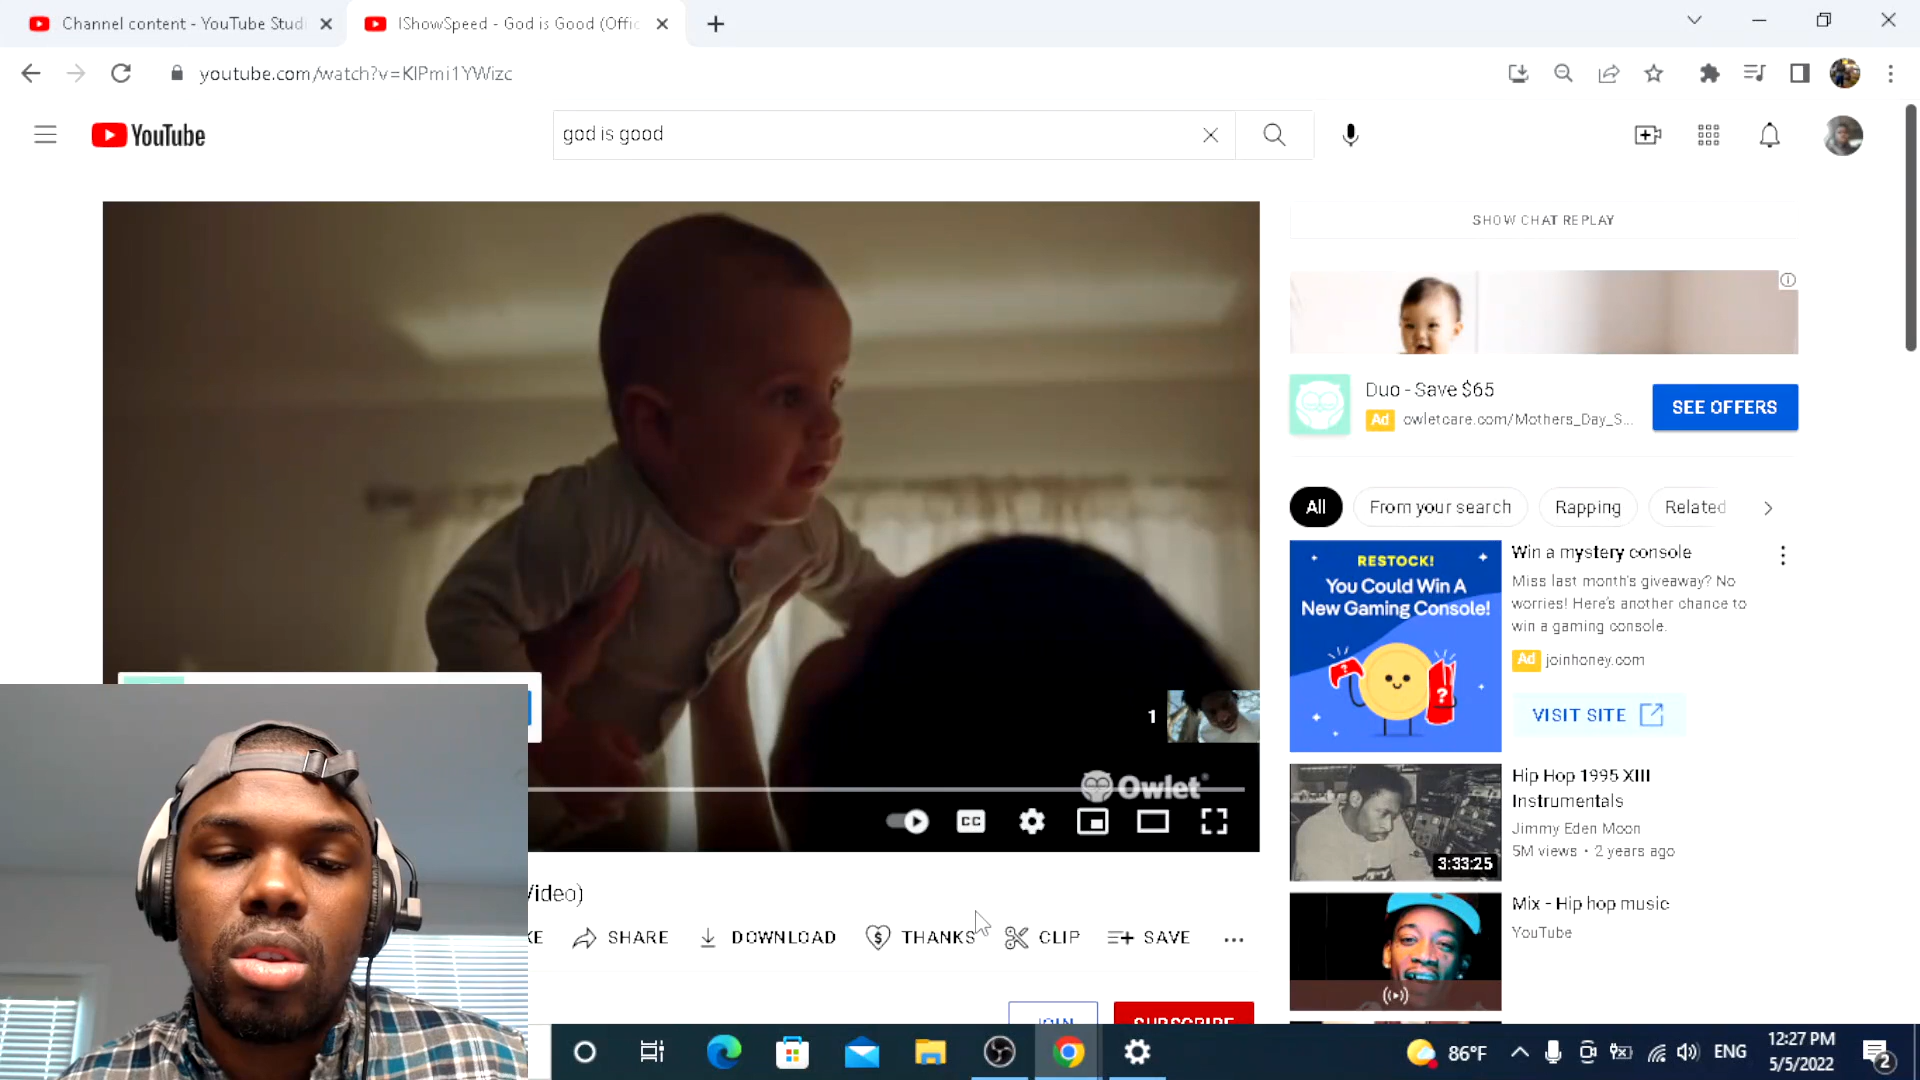 Channel content - YouTube Studi
IShowSpeed - God is Good (Offic
youtube.com/watch?v=KIPmi1YWizc
YouTube
god is good
SHOW CHAT REPLAY
Duo - Save $65
Ad owletcare.com/Mothers_Day_S...
SEE OFFERS
All
From your search
Rapping
Related
RESTOCK!
You Could Win A
New Gaming Console!
?
?
Win a mystery console
Miss last month's giveaway? No
worries! Here's another chance to
win a gaming console.
Ad joinhoney.com
VISIT SITE
1
Owlet
CC
Hip Hop 1995 XIII
Instrumentals
Jimmy Eden Moon
5M views • 2 years ago
3:33:25
Video)
KE
SHARE
DOWNLOAD
THANKS
CLIP
SAVE
Mix - Hip hop music
YouTube
JOIN
SUBSCRIBE
86°F
ENG
12:27 PM
5/5/2022
2